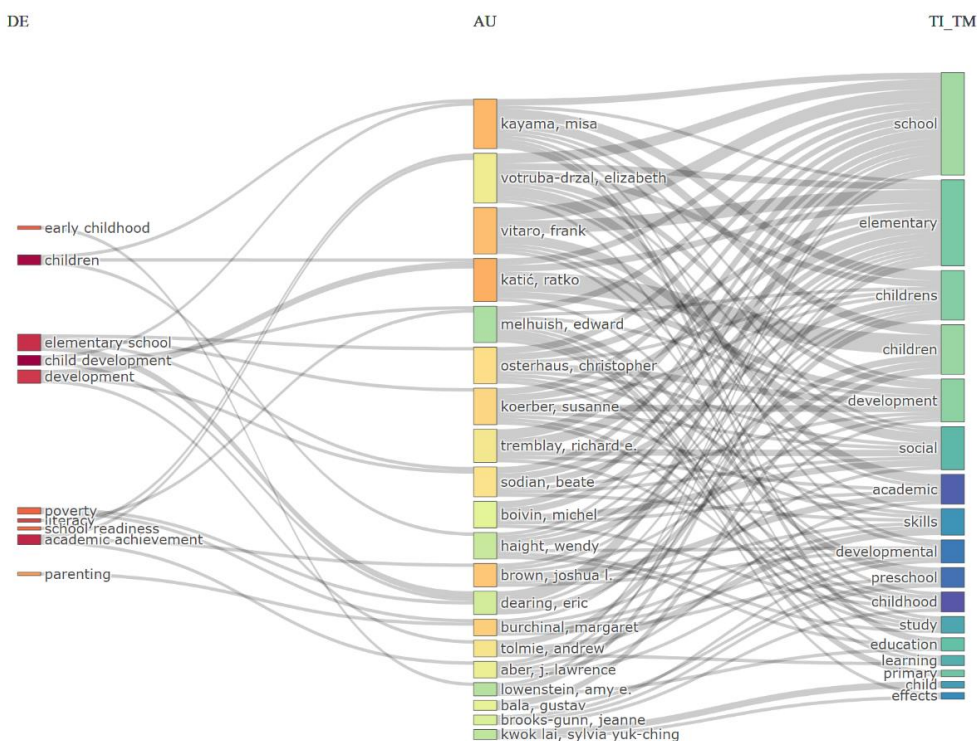 DE
AU
TI_TM
early childhood
children
elementary school
child development
development
poverty
literacy
school readiness
academic achievement
parenting
kayama, misa
votruba-drzal, elizabeth
vitaro, frank
katić, ratko
melhuish, edward
osterhaus, christopher
koerber, susanne
tremblay, richard e.
sodian, beate
boivin, michel
haight, wendy
brown, joshua l.
dearing, eric
burchinal, margaret
tolmie, andrew
aber, j. lawrence
lowenstein, amy e.
bala, gustav
brooks-gunn, jeanne
kwok lai, sylvia yuk-ching
school
elementary
childrens
children
development
social
academic
skills
developmental
preschool
childhood
study
education
learning
primary
child
effects